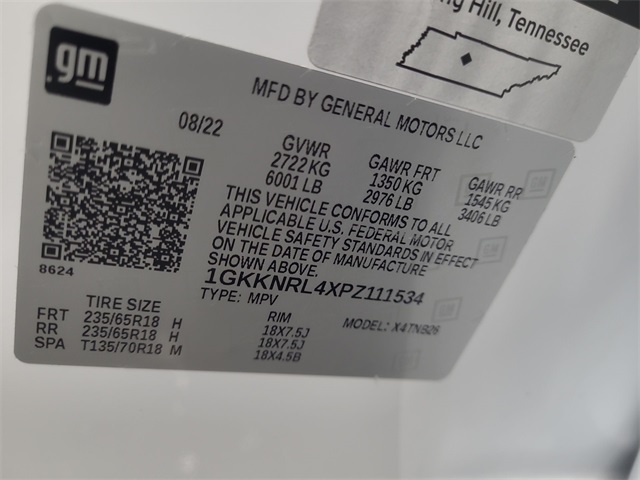 Hill, Tennessee
gm
MFD BY GENERAL MOTORS LLC
08/22
GVWR GAWR FRT GAWR RR
2722 KG 1350 KG 1545 KG
6001 LB 2976 LB 3406 LB
THIS VEHICLE CONFORMS TO ALL
APPLICABLE U.S. FEDERAL MOTOR
VEHICLE SAFETY STANDARDS IN EFFECT
ON THE DATE OF MANUFACTURE
SHOWN ABOVE.
8624
1GKKNRL4XPZ111534
TYPE: MPV MODEL: X4TNB26
TIRE SIZE RIM
FRT 235/65R18 H 18X7.5J
RR 235/65R18 H 18X7.5J
SPA T135/70R18 M 18X4.5B